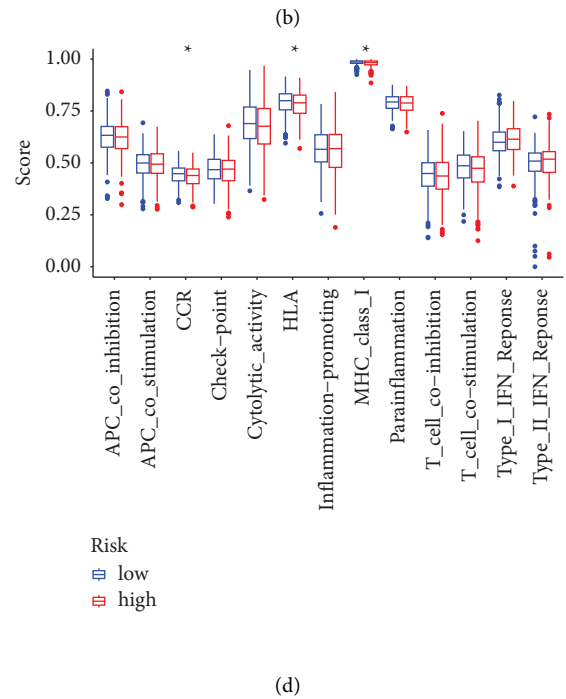 (b)
* * *
1.00
0.75
0.50
0.25
0.00
Score
APC_co_inhibition
APC_co_stimulation
CCR
Check−point
Cytolytic_activity
HLA
Inflammation−promoting
MHC_class_I
Parainflammation
T_cell_co−inhibition
T_cell_co−stimulation
Type_I_IFN_Reponse
Type_II_IFN_Reponse
Risk
low
high
(d)